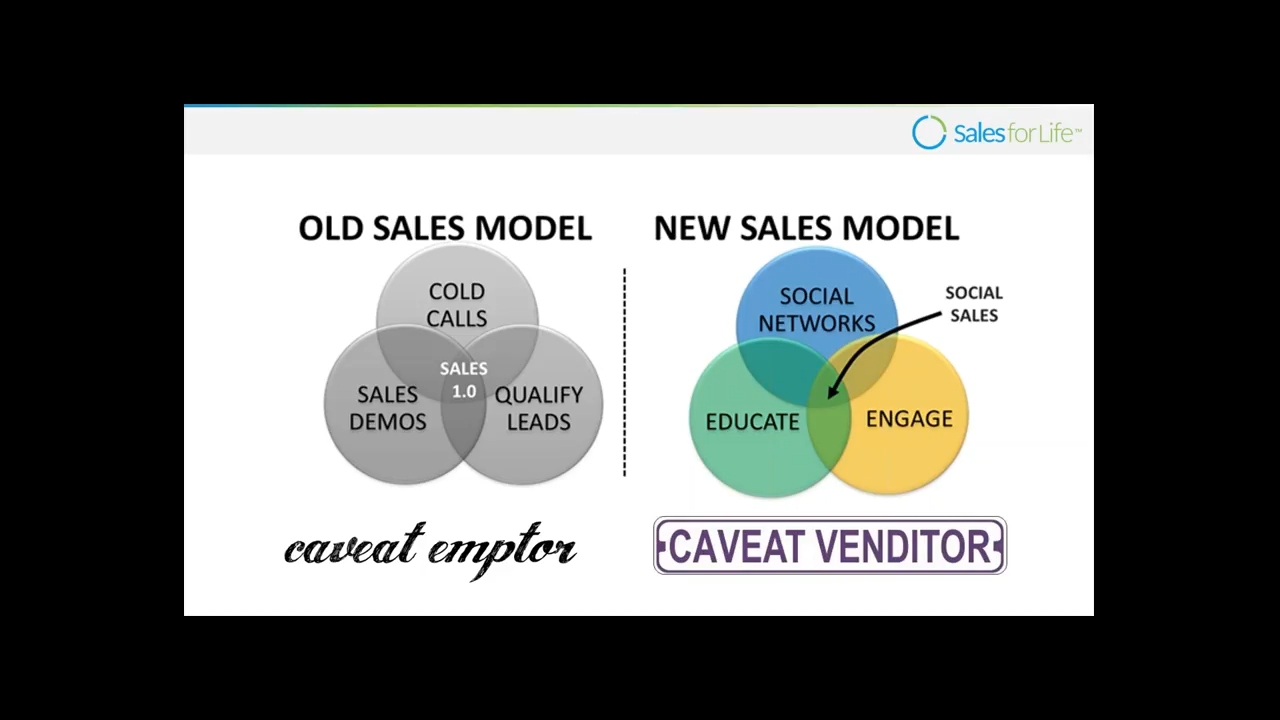 Sales for Life™
OLD SALES MODEL
COLD
CALLS
SALES
1.0
SALES
DEMOS
QUALIFY
LEADS
caveat emptor
NEW SALES MODEL
SOCIAL
NETWORKS
SOCIAL
SALES
EDUCATE
ENGAGE
CAVEAT VENDITOR